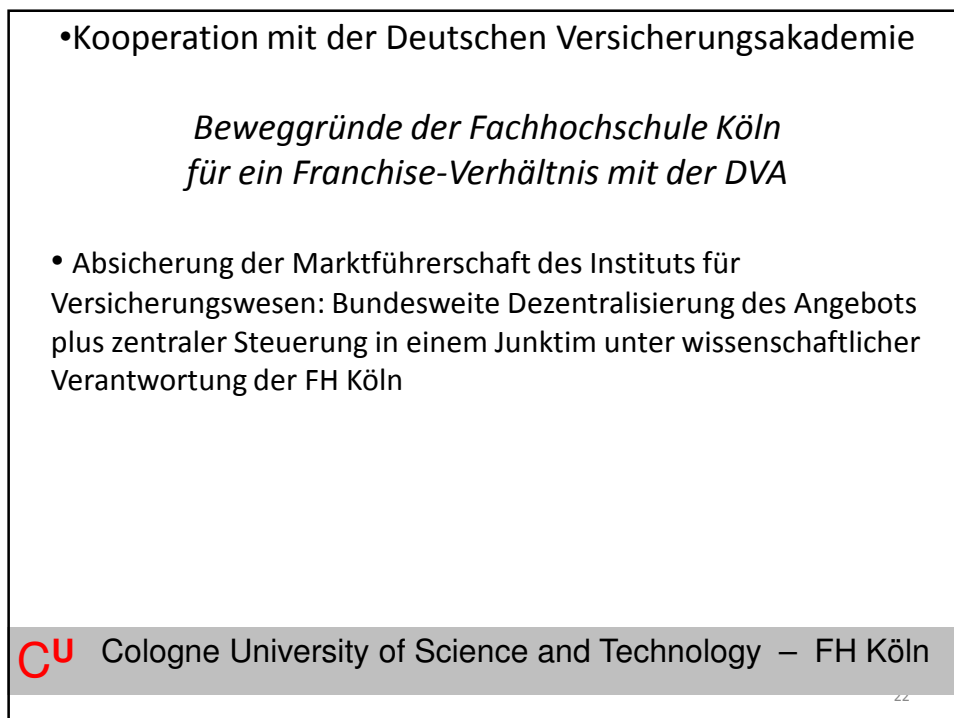 •Kooperation mit der Deutschen Versicherungsakademie
Beweggründe der Fachhochschule Köln
für ein Franchise-Verhältnis mit der DVA
• Absicherung der Marktführerschaft des Instituts für
Versicherungswesen: Bundesweite Dezentralisierung des Angebots
plus zentraler Steuerung in einem Junktim unter wissenschaftlicher
Verantwortung der FH Köln
CU Cologne University of Science and Technology – FH Köln
22